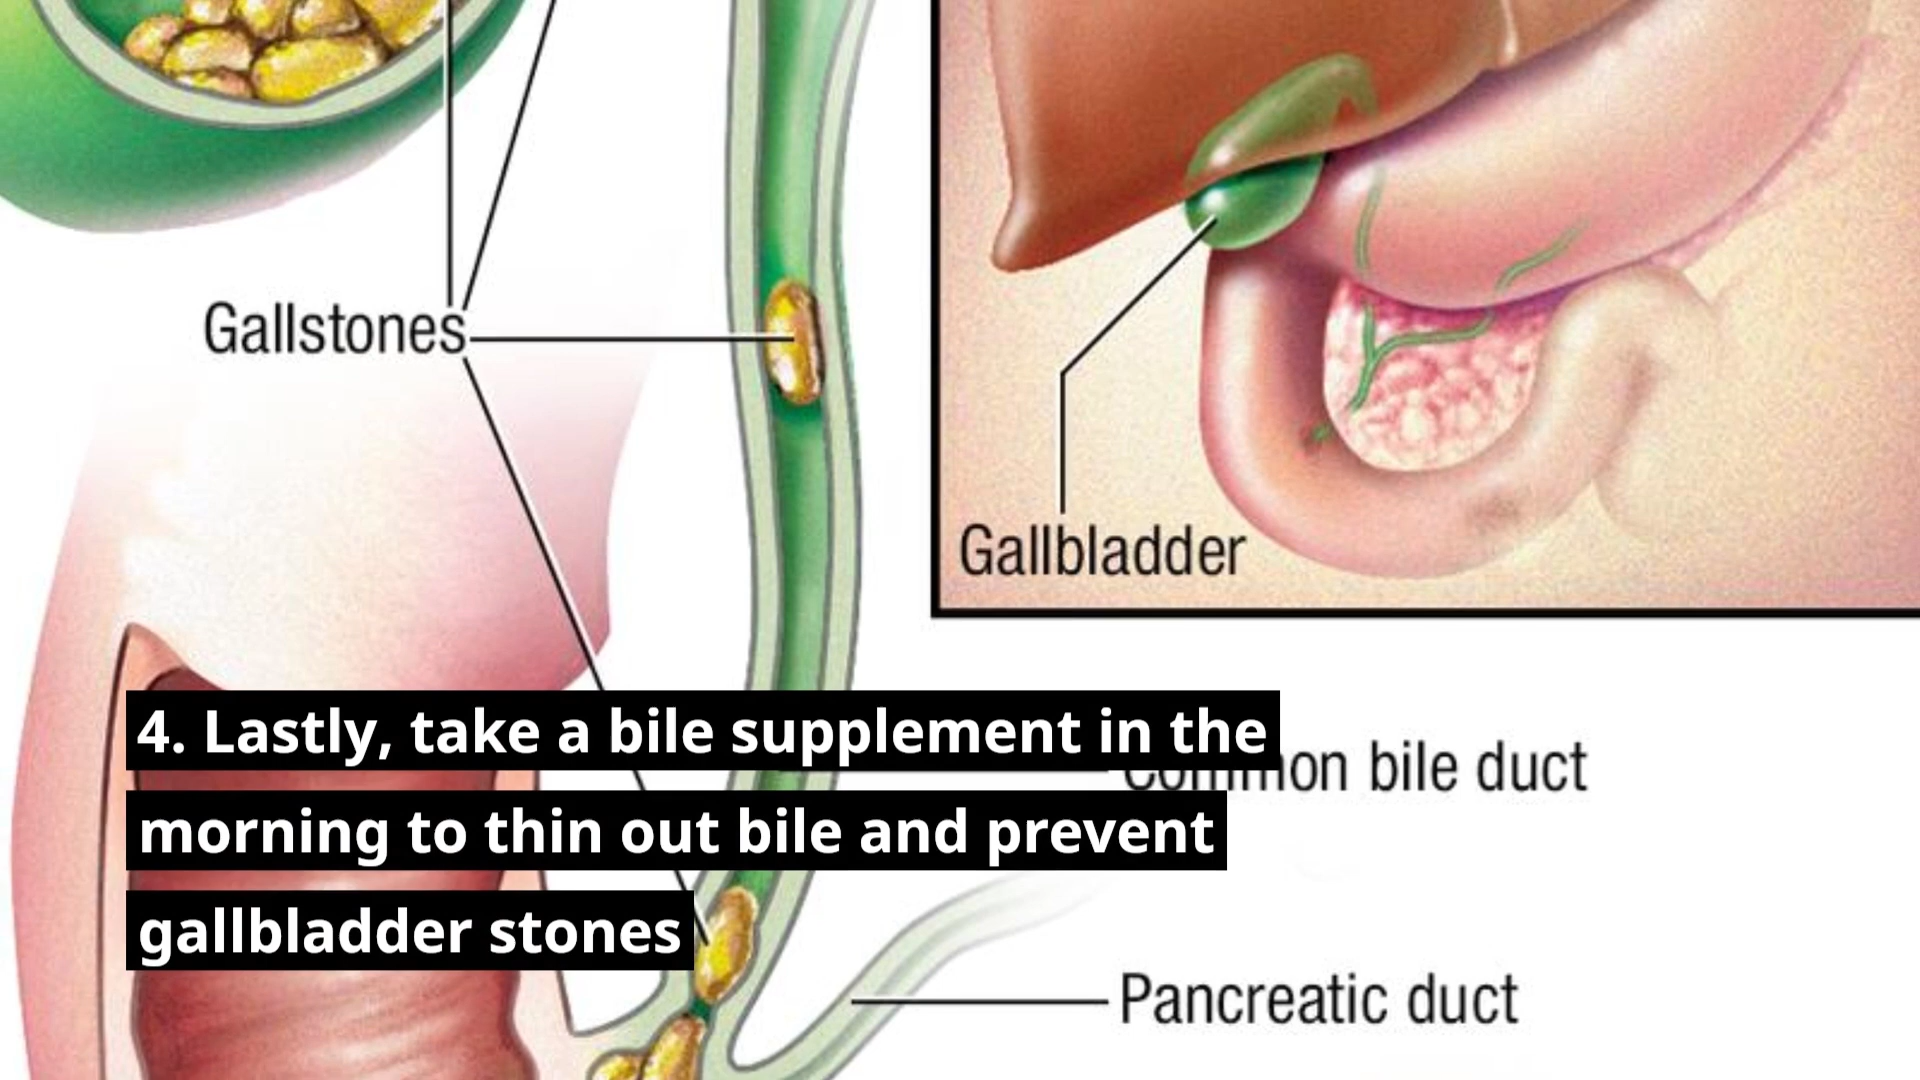 Gallstones
Gallbladder
4. Lastly, take a bile supplement in the
morning to thin out bile and prevent
gallbladder stones
Common bile duct
Pancreatic duct